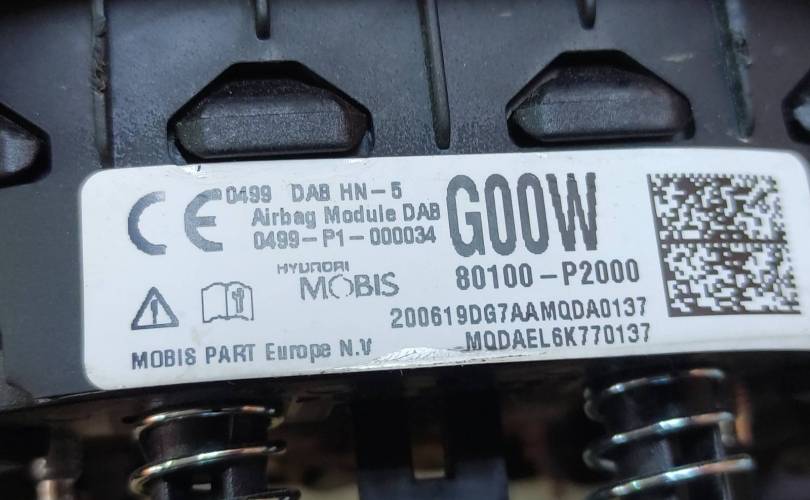 CE 0499 DAB HN-5
Airbag Module DAB
0499-P1-000034
G00W
HYUNDAI
MOBIS
80100-P2000
200619DG7AAMQDA0137
MQDAEL6K770137
MOBIS PART Europe N.V